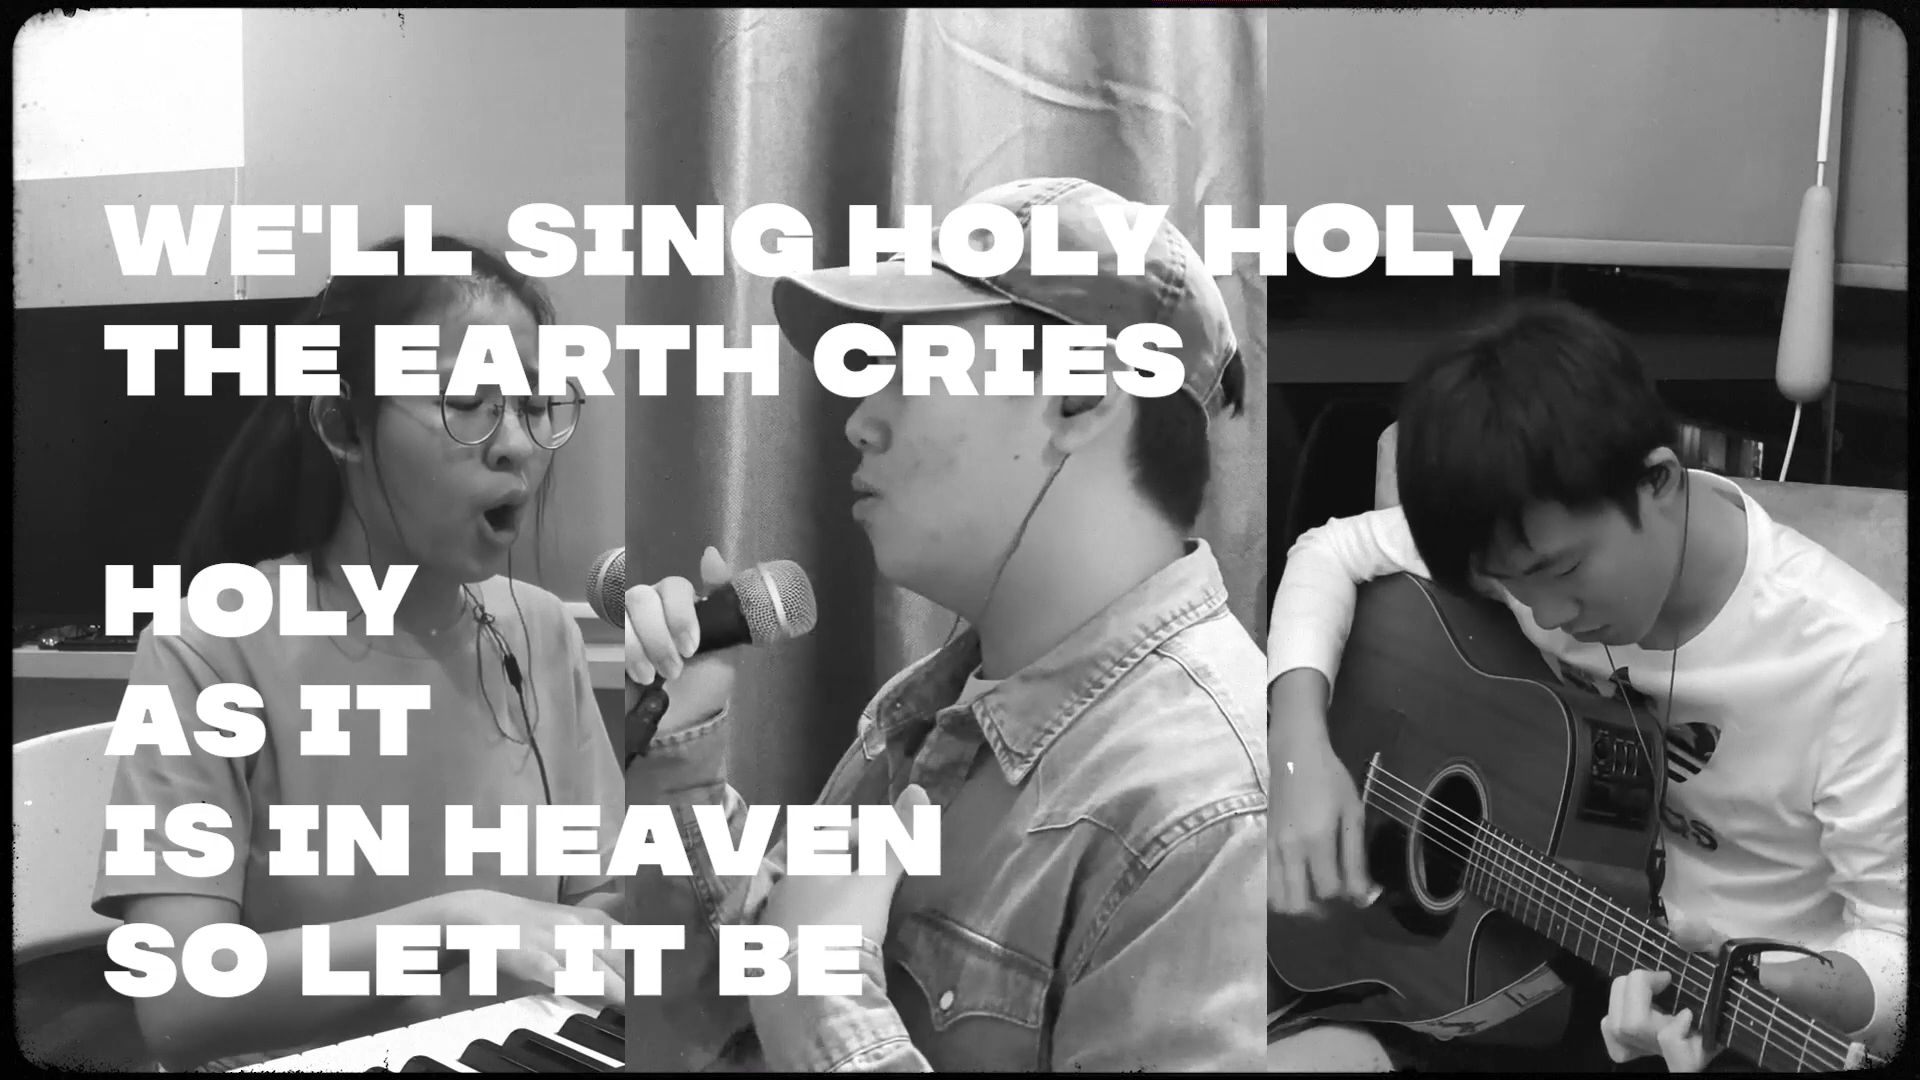 WE'LL SING HOLY HOLY
THE EARTH CRIES
HOLY
AS IT
IS IN HEAVEN
SO LET IT BE